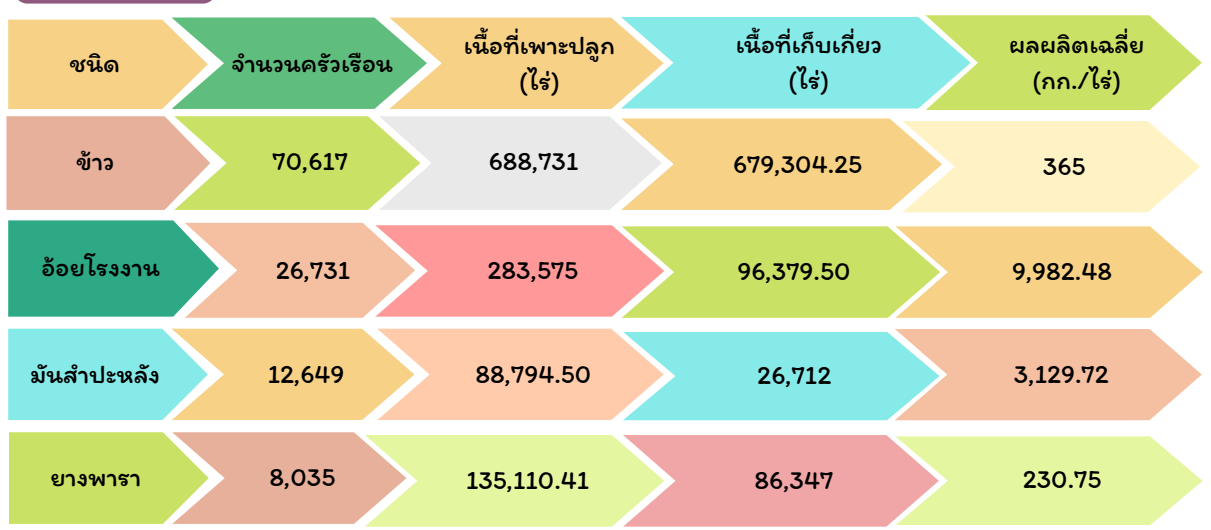 ชนิด จำนวนครัวเรือน เนื้อที่เพาะปลูก (ไร่) เนื้อที่เก็บเกี่ยว (ไร่) ผลผลิตเฉลี่ย (กก./ไร่)
ข้าว 70,617 688,731 679,304.25 365
อ้อยโรงงาน 26,731 283,575 96,379.50 9,982.48
มันสำปะหลัง 12,649 88,794.50 26,712 3,129.72
ยางพารา 8,035 135,110.41 86,347 230.75